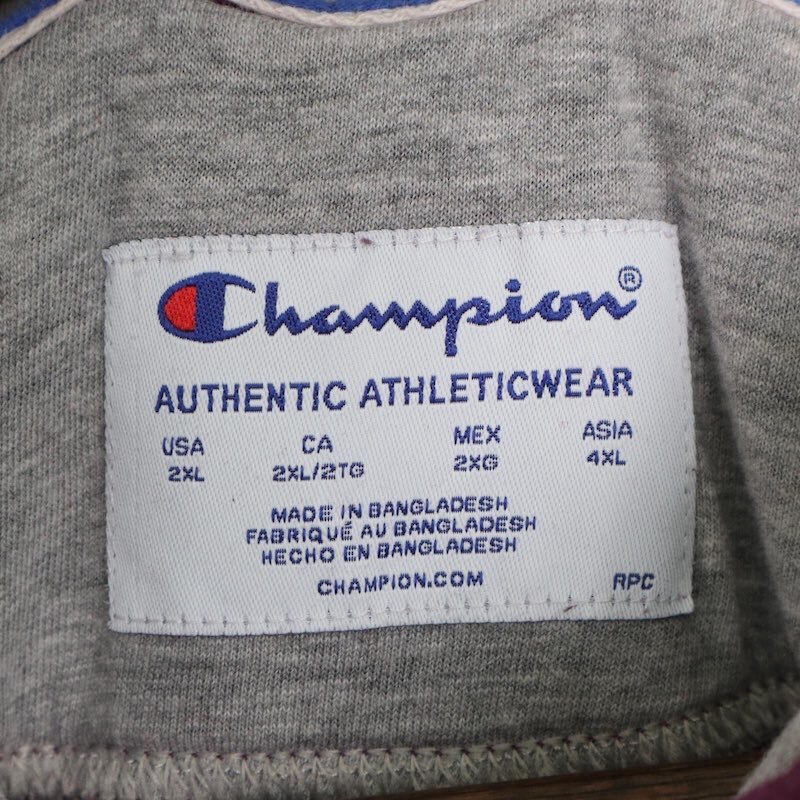 Champion®
AUTHENTIC ATHLETICWEAR
USA CA MEX ASIA
2XL 2XL/2TG 2XG 4XL
MADE IN BANGLADESH
FABRIQUÉ AU BANGLADESH
HECHO EN BANGLADESH
CHAMPION.COM RPC